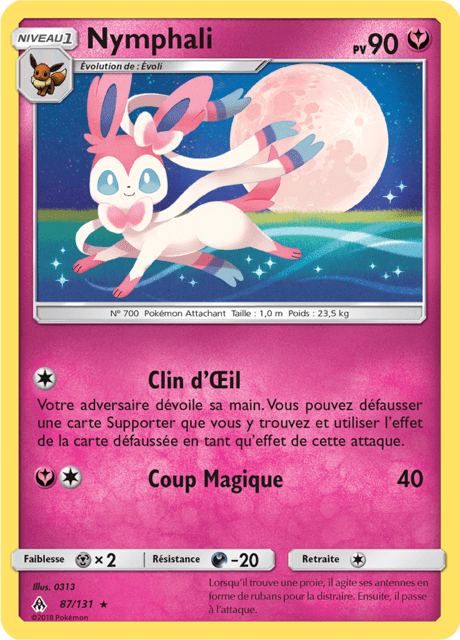 NIVEAU 1
Nymphali
PV 90
Évolution de : Évoli
N° 700 Pokémon Attachant Taille : 1,0 m Poids : 23,5 kg
Clin d'Œil
Votre adversaire dévoile sa main. Vous pouvez défausser
une carte Supporter que vous y trouvez et utiliser l'effet
de la carte défaussée en tant qu'effet de cette attaque.
Coup Magique 40
Faiblesse × 2 Résistance -20 Retraite
Illus. 0313
87/131 ★
©2018 Pokémon
Lorsqu'il trouve une proie, il agite ses antennes en
forme de rubans pour la distraire. Ensuite, il passe
à l'attaque.